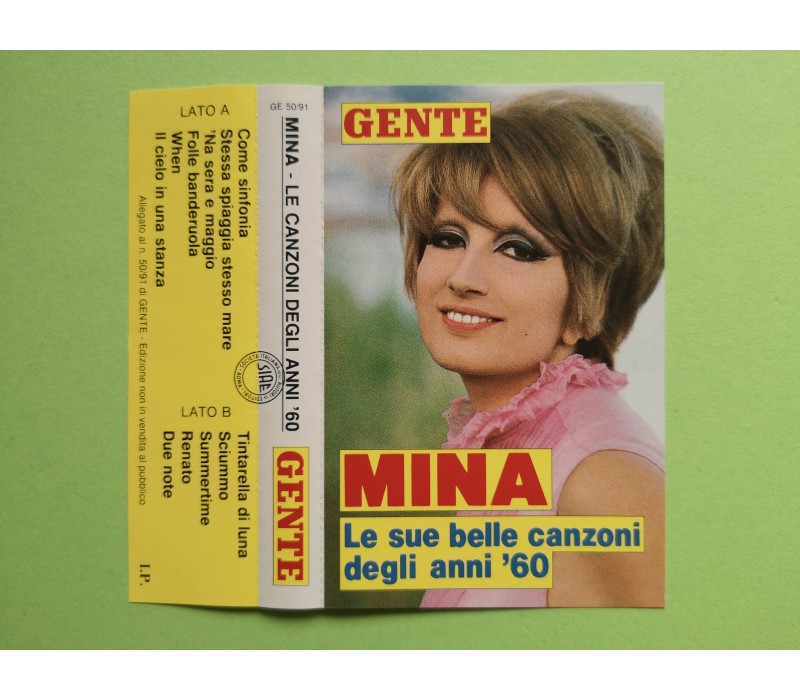 LATO A
Come sinfonia
Stessa spiaggia stesso mare
'Na sera e maggio
Folle banderuola
When
Il cielo in una stanza
LATO B
Tintarella di luna
Sciummo
Summertime
Renato
Due note
Allegato al n. 50/91 di GENTE - Edizione non in vendita al pubblico
I.P.
GE 50/91
MINA - LE CANZONI DEGLI ANNI '60
SIAE
GENTE
GENTE
MINA
Le sue belle canzoni
degli anni '60